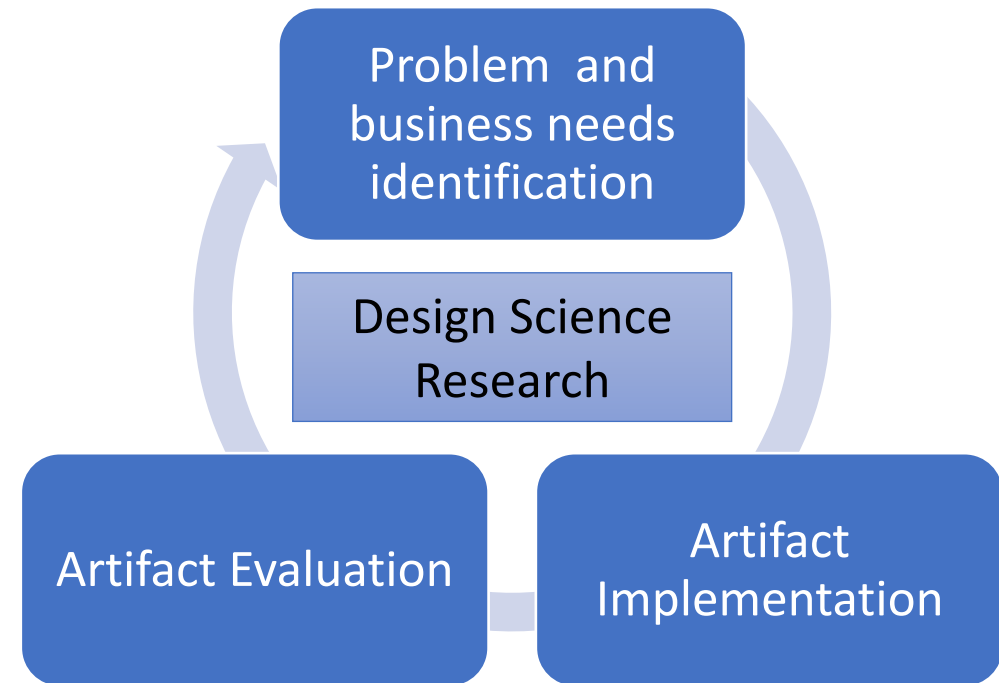 Problem and
business needs
identification
Design Science
Research
Artifact Evaluation
Artifact
Implementation